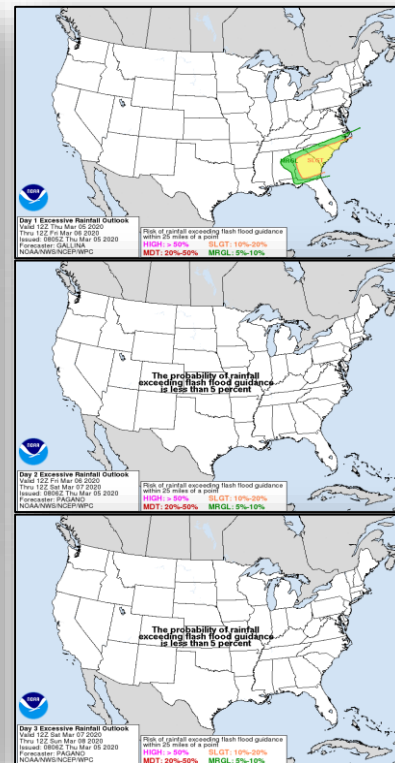 MRGL SLGT
NOAA
Day 1 Excessive Rainfall Outlook
Valid 12Z Thu Mar 05 2020
Thru 12Z Fri Mar 06 2020
Issued: 0805Z Thu Mar 05 2020
Forecaster: GALLINA
NOAA/NWS/NCEP/WPC
Risk of rainfall exceeding flash flood guidance
within 25 miles of a point
HIGH: > 50% SLGT: 10%-20%
MDT: 20%-50% MRGL: 5%-10%
The probability of rainfall
exceeding flash flood guidance
is less than 5 percent
NOAA
Day 2 Excessive Rainfall Outlook
Valid 12Z Fri Mar 06 2020
Thru 12Z Sat Mar 07 2020
Issued: 0806Z Thu Mar 05 2020
Forecaster: PAGANO
NOAA/NWS/NCEP/WPC
Risk of rainfall exceeding flash flood guidance
within 25 miles of a point
HIGH: > 50% SLGT: 10%-20%
MDT: 20%-50% MRGL: 5%-10%
The probability of rainfall
exceeding flash flood guidance
is less than 5 percent
NOAA
Day 3 Excessive Rainfall Outlook
Valid 12Z Sat Mar 07 2020
Thru 12Z Sun Mar 08 2020
Issued: 0806Z Thu Mar 05 2020
Forecaster: PAGANO
NOAA/NWS/NCEP/WPC
Risk of rainfall exceeding flash flood guidance
within 25 miles of a point
HIGH: > 50% SLGT: 10%-20%
MDT: 20%-50% MRGL: 5%-10%